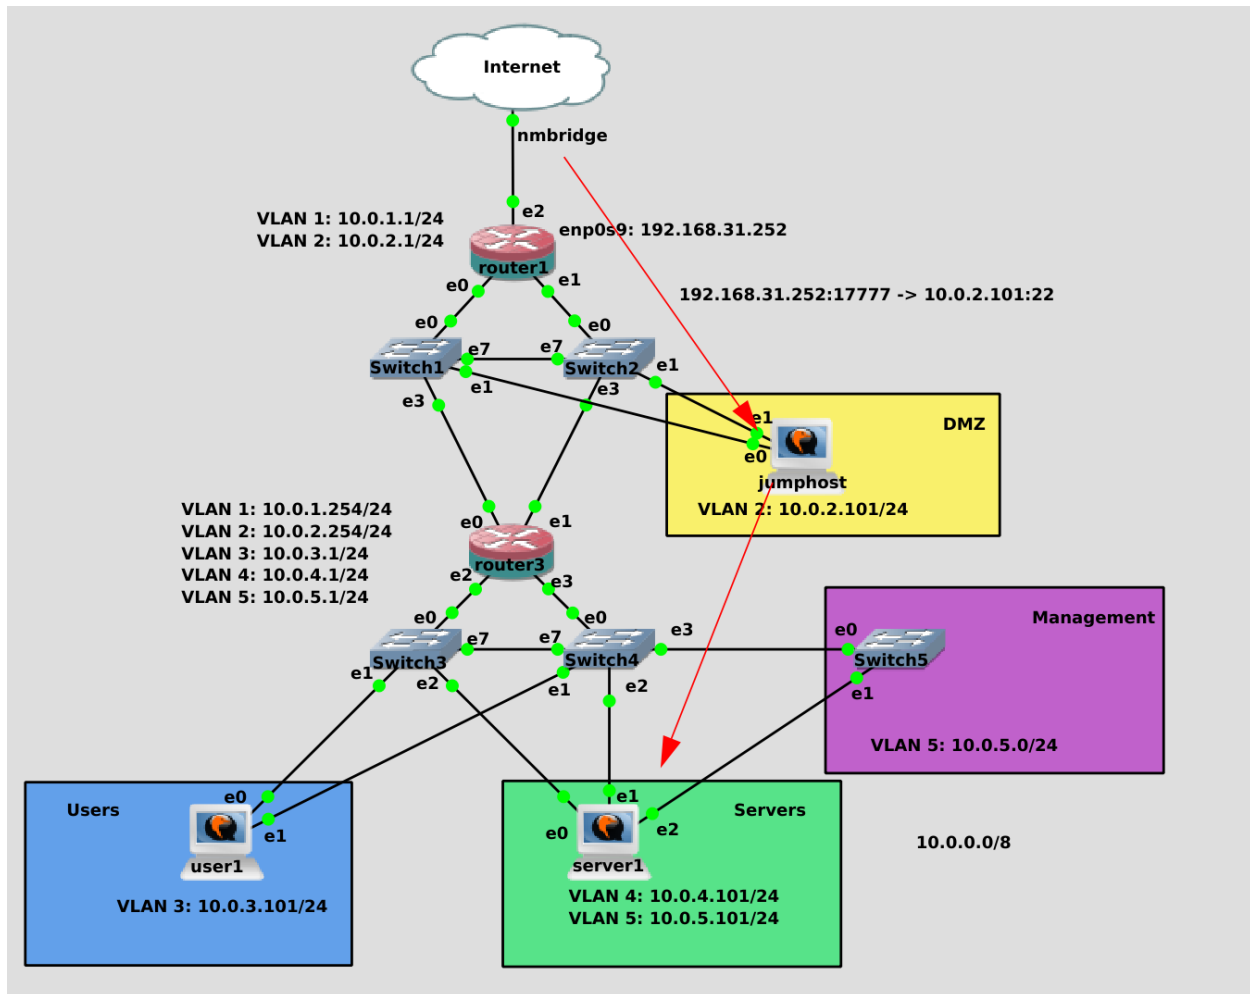 Internet
nmbridge
e2
VLAN 1: 10.0.1.1/24
VLAN 2: 10.0.2.1/24
enp0s9: 192.168.31.252
router1
e0
e1
192.168.31.252:17777 -> 10.0.2.101:22
e0
e0
e7
e7
Switch1
Switch2
e1
e1
e3
e3
e1
DMZ
e0
jumphost
VLAN 2: 10.0.2.101/24
VLAN 1: 10.0.1.254/24
VLAN 2: 10.0.2.254/24
VLAN 3: 10.0.3.1/24
VLAN 4: 10.0.4.1/24
VLAN 5: 10.0.5.1/24
e0
e1
router3
e2
e3
e0
e0
e7
e7
e3
Switch3
Switch4
e1
e2
e1
e2
Management
e0
Switch5
e1
VLAN 5: 10.0.5.0/24
Users
e0
e1
user1
VLAN 3: 10.0.3.101/24
Servers
e1
e0
e2
server1
VLAN 4: 10.0.4.101/24
VLAN 5: 10.0.5.101/24
10.0.0.0/8